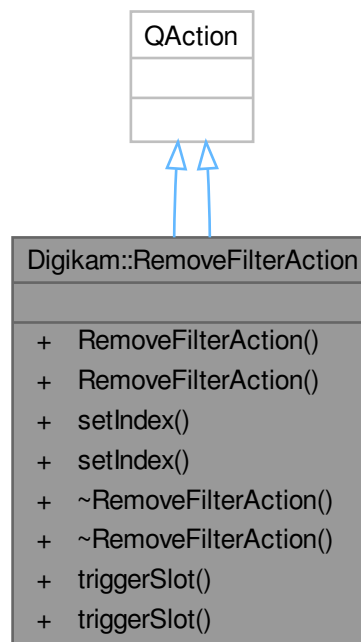 QAction
Digikam::RemoveFilterAction
+ RemoveFilterAction()
+ RemoveFilterAction()
+ setIndex()
+ setIndex()
+ ~RemoveFilterAction()
+ ~RemoveFilterAction()
+ triggerSlot()
+ triggerSlot()